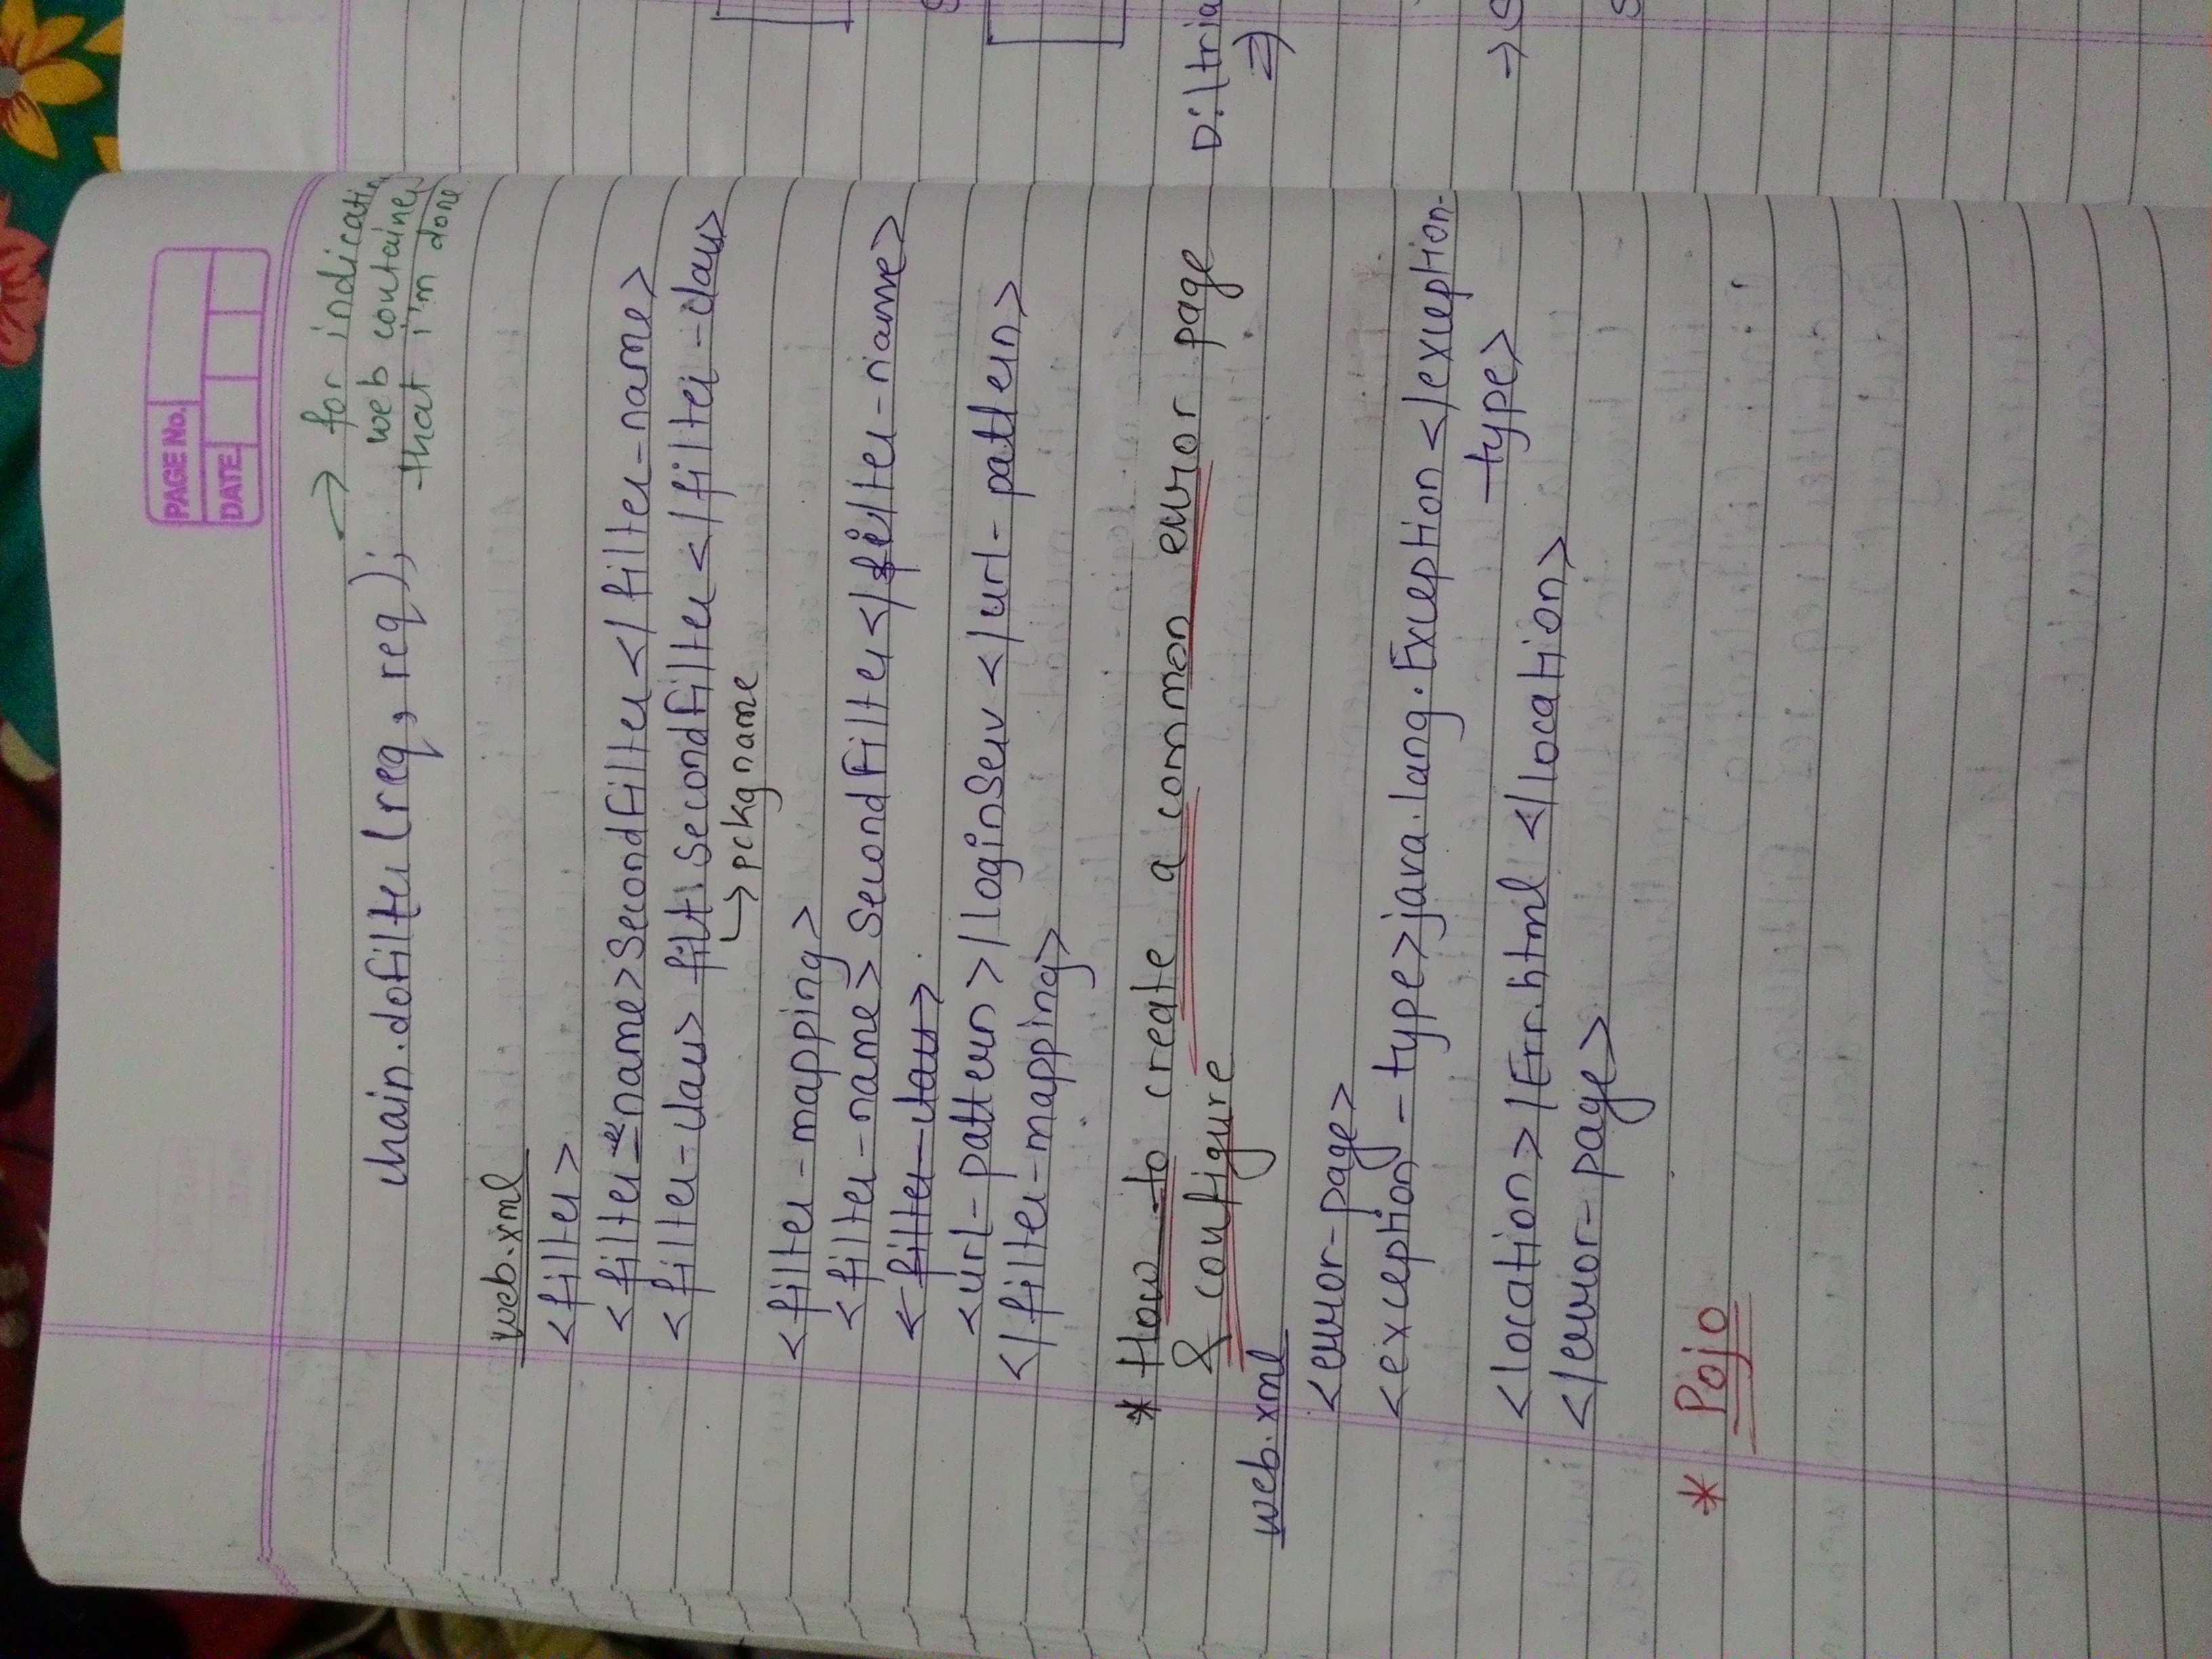 PAGE No.
DATE
→ for indicatin
web container
that i'm done
chain.dofilter(req, req);
web.xml
<filter>
<filter-name>SecondFilter</filter-name>
<filter-class> filt. SecondFilter </filter-class>
↳ pckg name
<filter-mapping>
<filter-name> SecondFilter</filter-name>
<filter-class>
<url-pattern>/loginServ </url-pattern>
</filter-mapping>
* How to create a common error page
& configure
web.xml
<error-page>
<exception-type>java.lang.Exception</exception-
type>
<location>/Err.html </location>
</error-page>
* Pojo
D:\tria
⇒